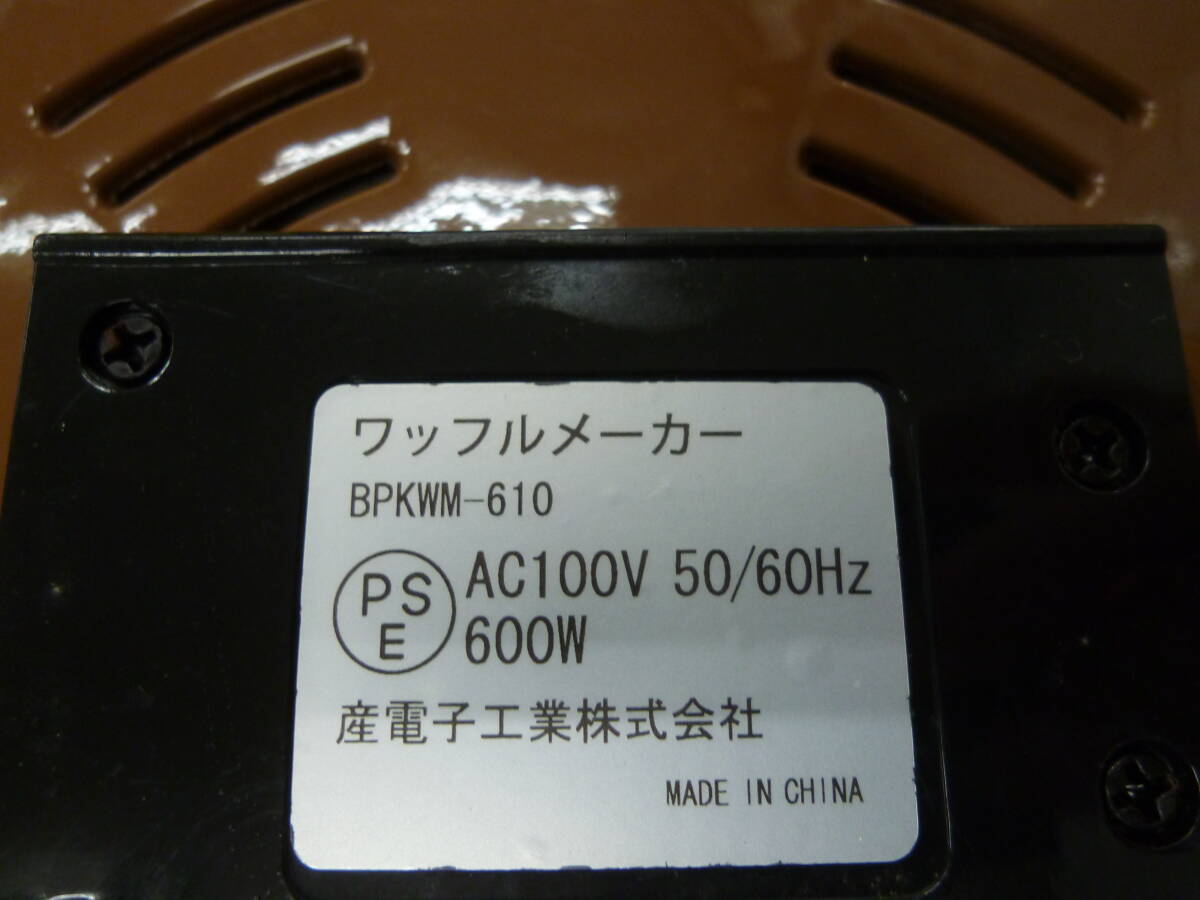 ワッフルメーカー
BPKWM-610
PSE
AC100V 50/60Hz
600W
産電子工業株式会社
MADE IN CHINA